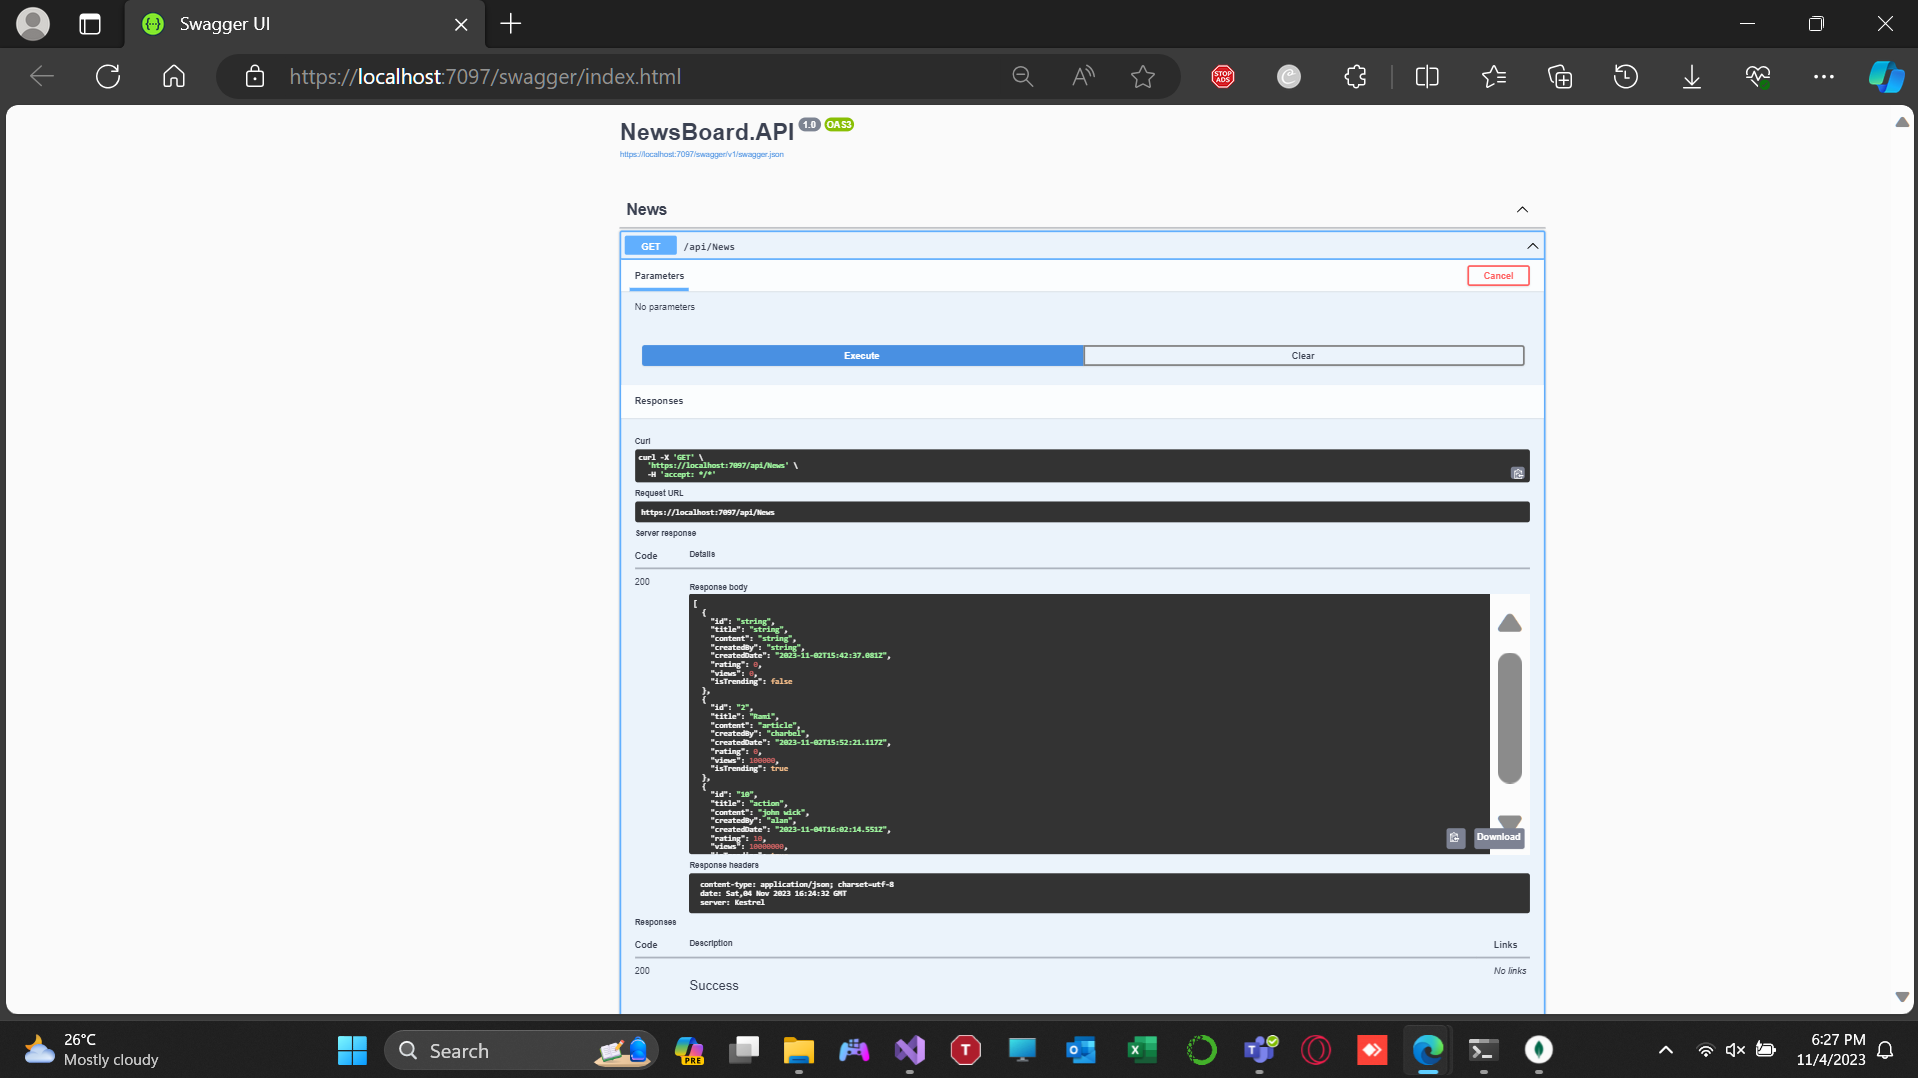 Swagger UI
https://localhost:7097/swagger/index.html
STOP ADS
NewsBoard.API 1.0 OAS3
https://localhost:7097/swagger/v1/swagger.json
News
GET /api/News
Parameters
Cancel
No parameters
Execute
Clear
Responses
Curl
curl -X 'GET' \
'https://localhost:7097/api/News' \
-H 'accept: */*'
Request URL
https://localhost:7097/api/News
Server response
Code Details
200
Response body
[
{
"id": "string",
"title": "string",
"content": "string",
"createdBy": "string",
"createdDate": "2023-11-02T15:42:37.081Z",
"rating": 0,
"views": 0,
"isTrending": false
},
{
"id": "2",
"title": "Rami",
"content": "article",
"createdBy": "charbel",
"createdDate": "2023-11-02T15:52:21.117Z",
"rating": 0,
"views": 100000,
"isTrending": true
},
{
"id": "10",
"title": "action",
"content": "john wick",
"createdBy": "alan",
"createdDate": "2023-11-04T16:02:14.551Z",
"rating": 10,
"views": 10000000,
Download
Response headers
content-type: application/json; charset=utf-8
date: Sat,04 Nov 2023 16:24:32 GMT
server: Kestrel
Responses
Code Description Links
200 No links
Success
26°C
Mostly cloudy
Search
PRE
6:27 PM
11/4/2023